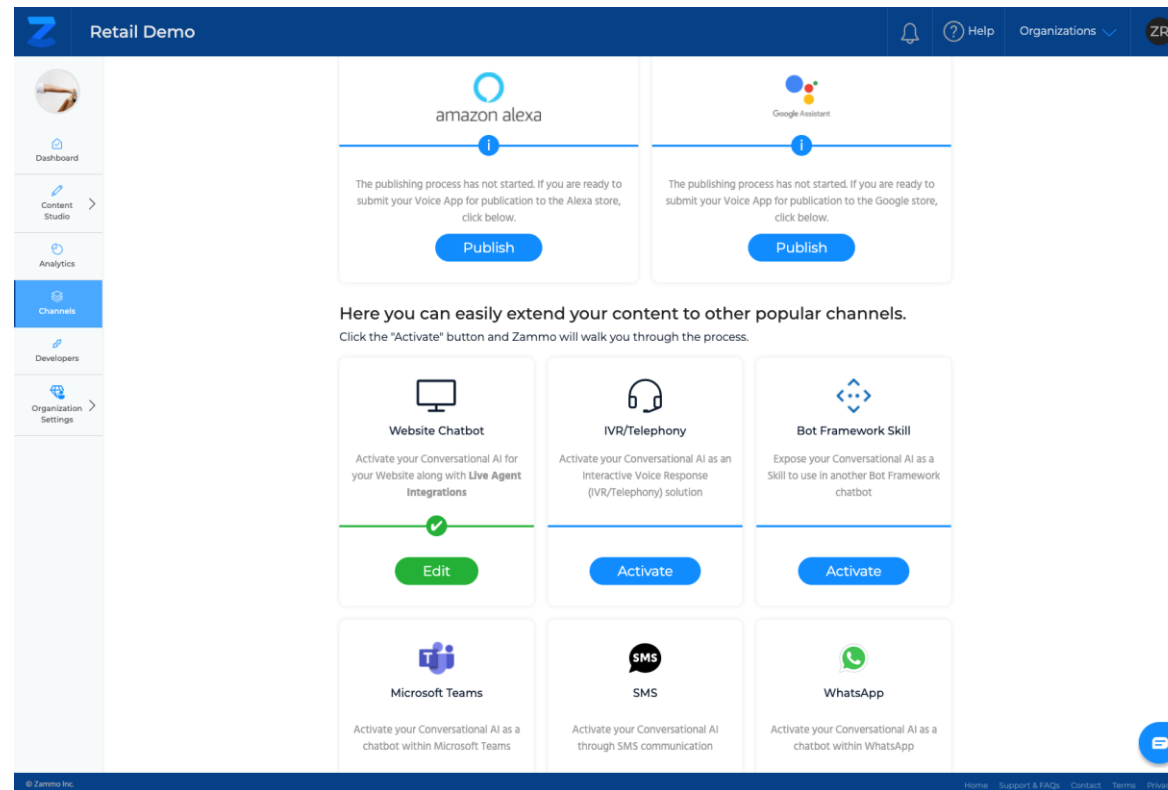 Retail Demo
Help
Organizations
ZR
Dashboard
Content
Studio
Analytics
Channels
Developers
Organization
Settings
amazon alexa
The publishing process has not started. If you are ready to
submit your Voice App for publication to the Alexa store,
click below.
Publish
Google Assistant
The publishing process has not started. If you are ready to
submit your Voice App for publication to the Google store,
click below.
Publish
Here you can easily extend your content to other popular channels.
Click the "Activate" button and Zammo will walk you through the process.
Website Chatbot
Activate your Conversational AI for
your Website along with Live Agent
Integrations
Edit
IVR/Telephony
Activate your Conversational AI as an
Interactive Voice Response
(IVR/Telephony) solution
Activate
Bot Framework Skill
Expose your Conversational AI as a
Skill to use in another Bot Framework
chatbot
Activate
Microsoft Teams
Activate your Conversational AI as a
chatbot within Microsoft Teams
SMS
SMS
Activate your Conversational AI
through SMS communication
WhatsApp
Activate your Conversational AI as a
chatbot within WhatsApp
© Zammo Inc.
Home Support & FAQs Contact Terms